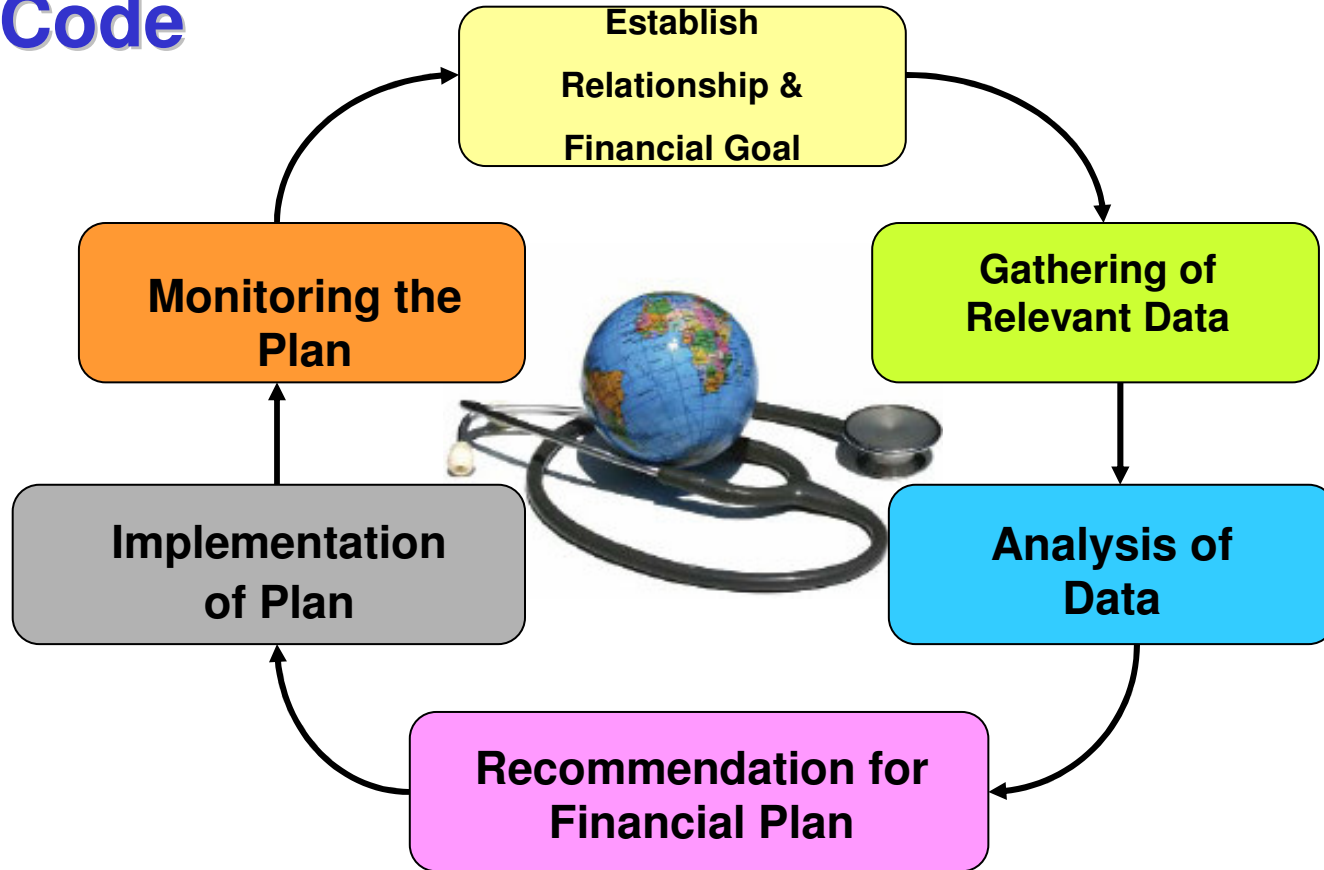 Code
Establish
Relationship &
Financial Goal
Gathering of
Relevant Data
Analysis of
Data
Recommendation for
Financial Plan
Implementation
of Plan
Monitoring the
Plan